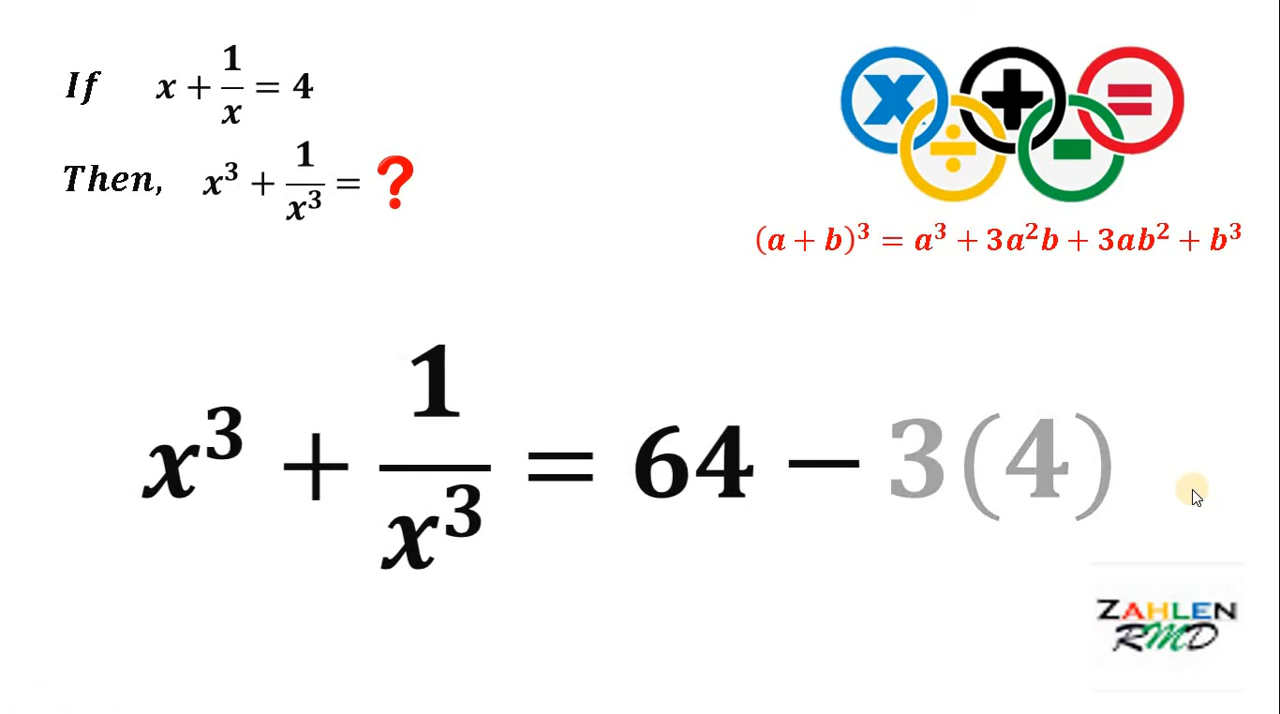 If x + 1/x = 4
Then, x³ + 1/x³ = ❓
x ÷ + - =
(a + b)³ = a³ + 3a²b + 3ab² + b³
x³ + 1/x³ = 64 − 3(4)
ZAHLEN
RMD